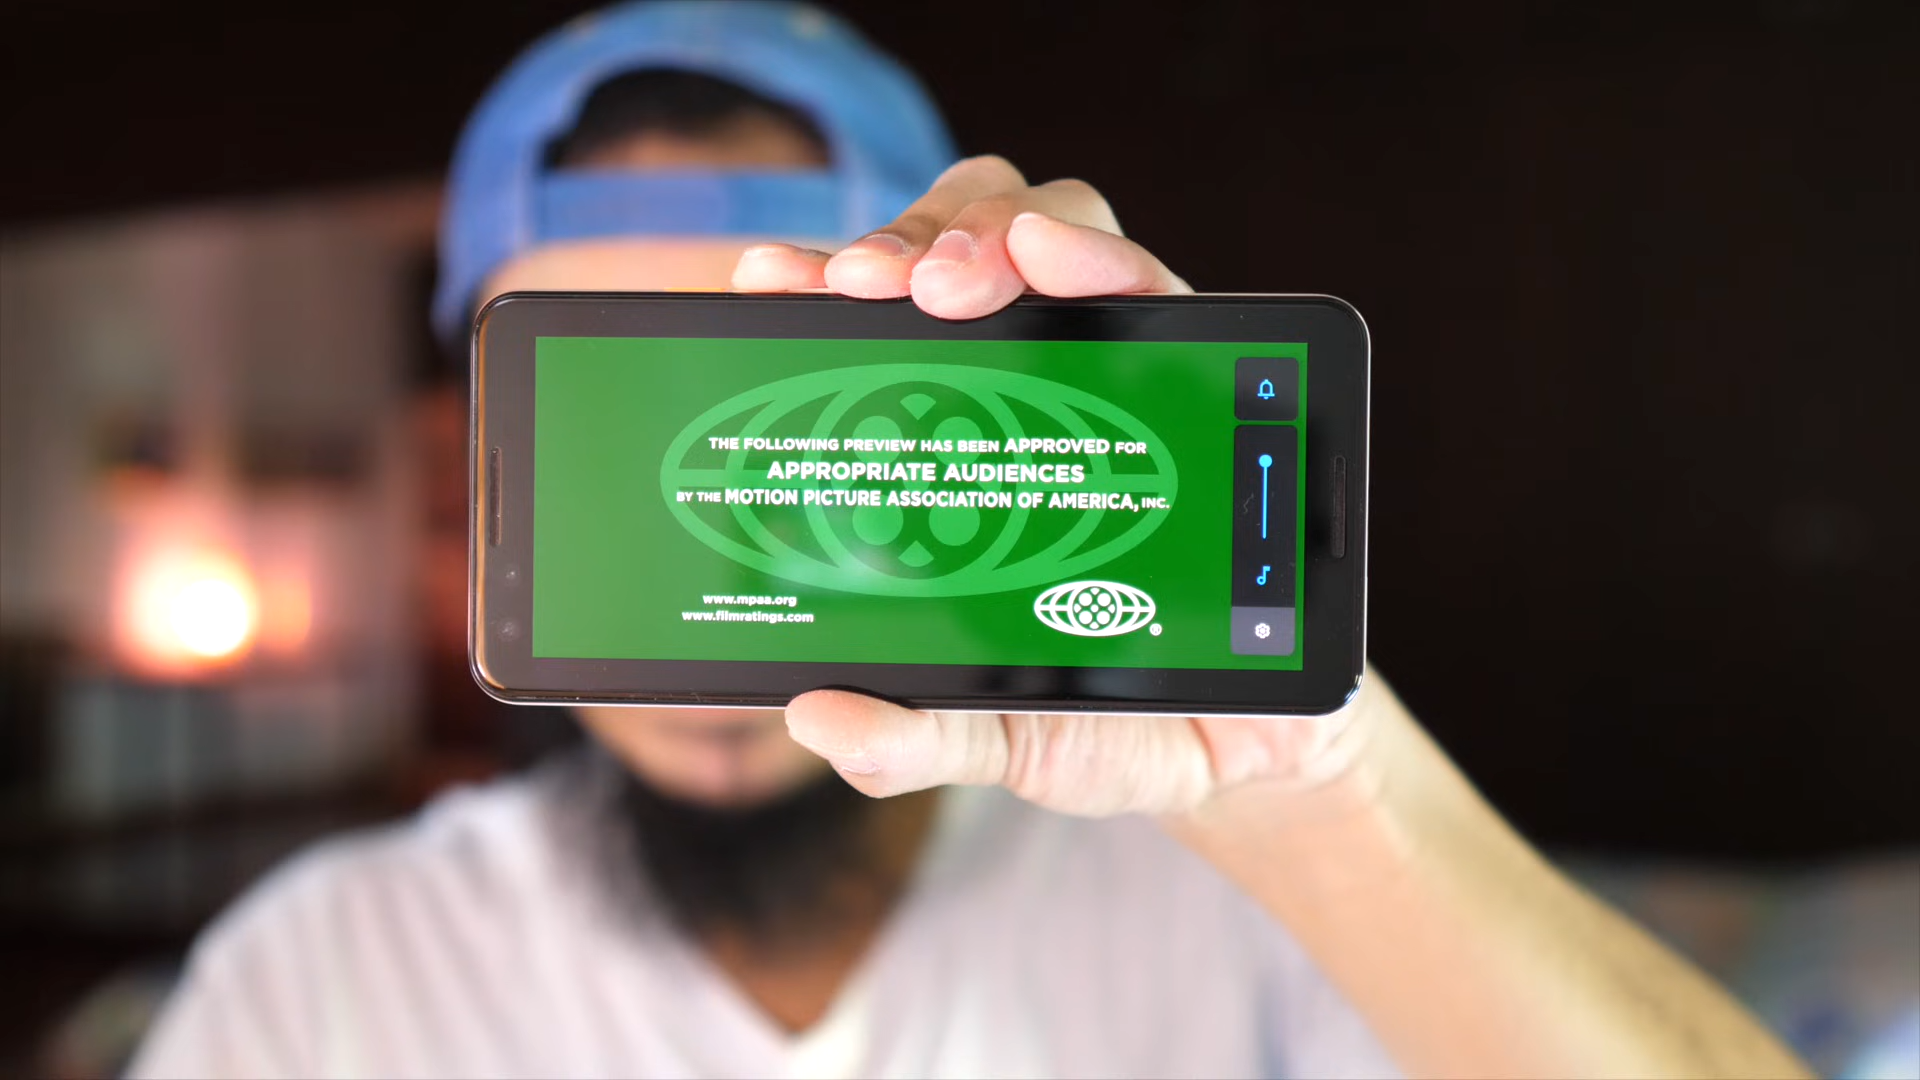 THE FOLLOWING PREVIEW HAS BEEN APPROVED FOR
APPROPRIATE AUDIENCES
BY THE MOTION PICTURE ASSOCIATION OF AMERICA, INC.
www.mpaa.org
www.filmratings.com
®